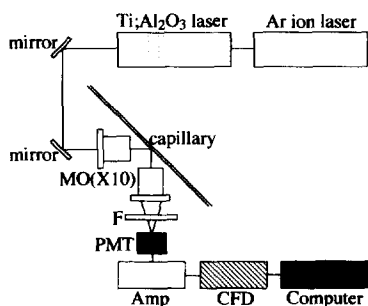 Ti;Al₂O₃ laser
Ar ion laser
mirror
capillary
mirror
MO(X10)
F
PMT
Amp
CFD
Computer